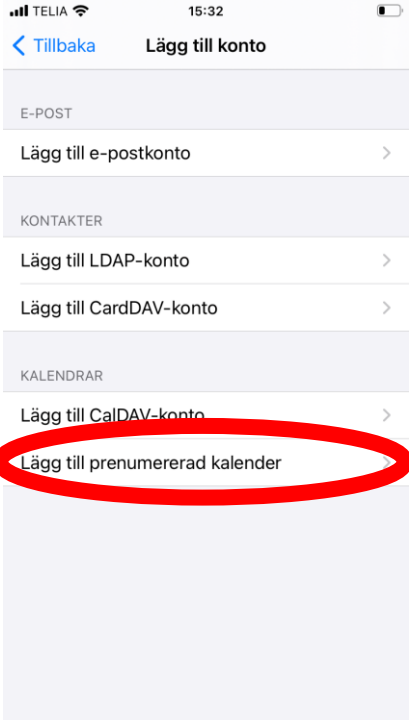 TELIA 15:32
Tillbaka Lägg till konto
E-POST
Lägg till e-postkonto
KONTAKTER
Lägg till LDAP-konto
Lägg till CardDAV-konto
KALENDRAR
Lägg till CalDAV-konto
Lägg till prenumererad kalender